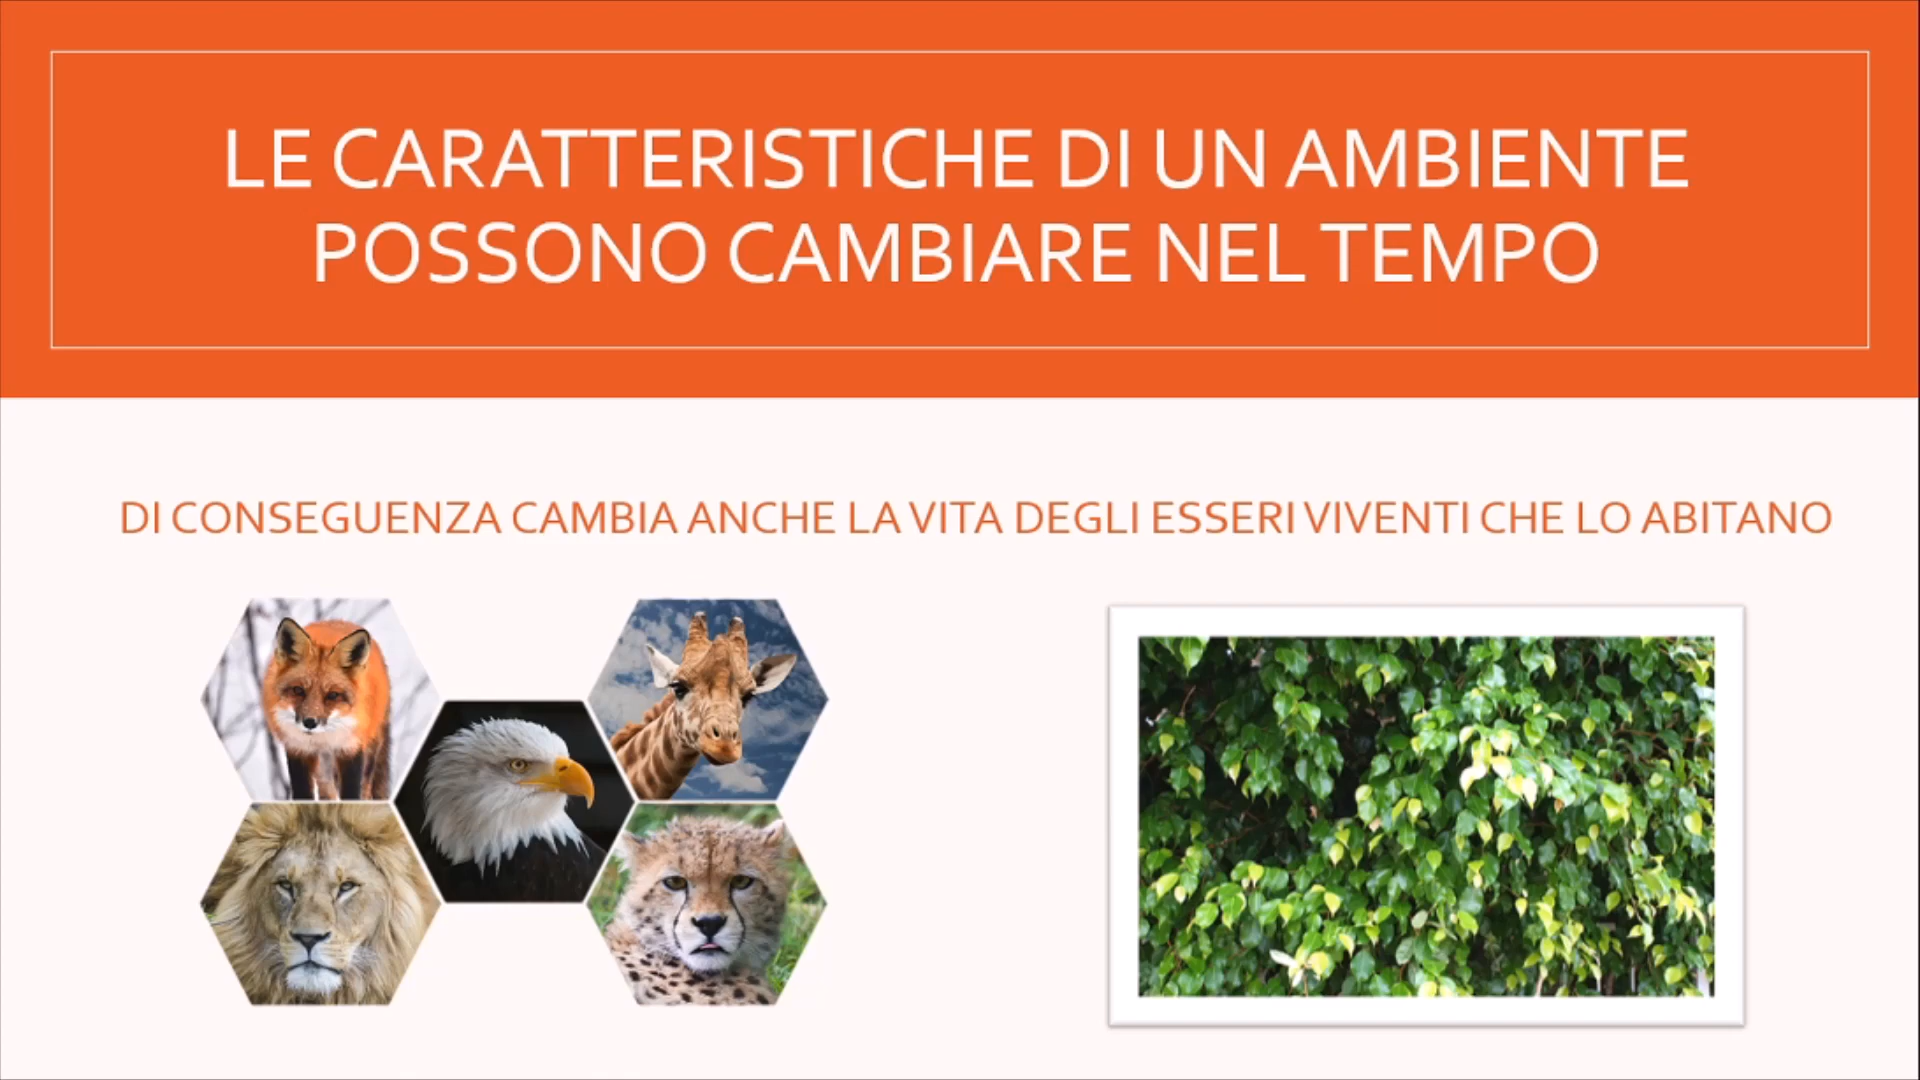 LE CARATTERISTICHE DI UN AMBIENTE
POSSONO CAMBIARE NEL TEMPO
DI CONSEGUENZA CAMBIA ANCHE LA VITA DEGLI ESSERI VIVENTI CHE LO ABITANO